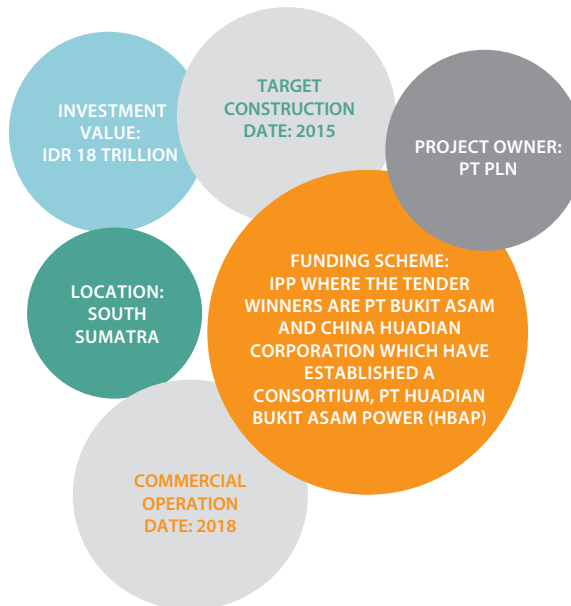 INVESTMENT
VALUE:
IDR 18 TRILLION
TARGET
CONSTRUCTION
DATE: 2015
PROJECT OWNER:
PT PLN
LOCATION:
SOUTH
SUMATRA
FUNDING SCHEME:
IPP WHERE THE TENDER
WINNERS ARE PT BUKIT ASAM
AND CHINA HUADIAN
CORPORATION WHICH HAVE
ESTABLISHED A
CONSORTIUM, PT HUADIAN
BUKIT ASAM POWER (HBAP)
COMMERCIAL
OPERATION
DATE: 2018